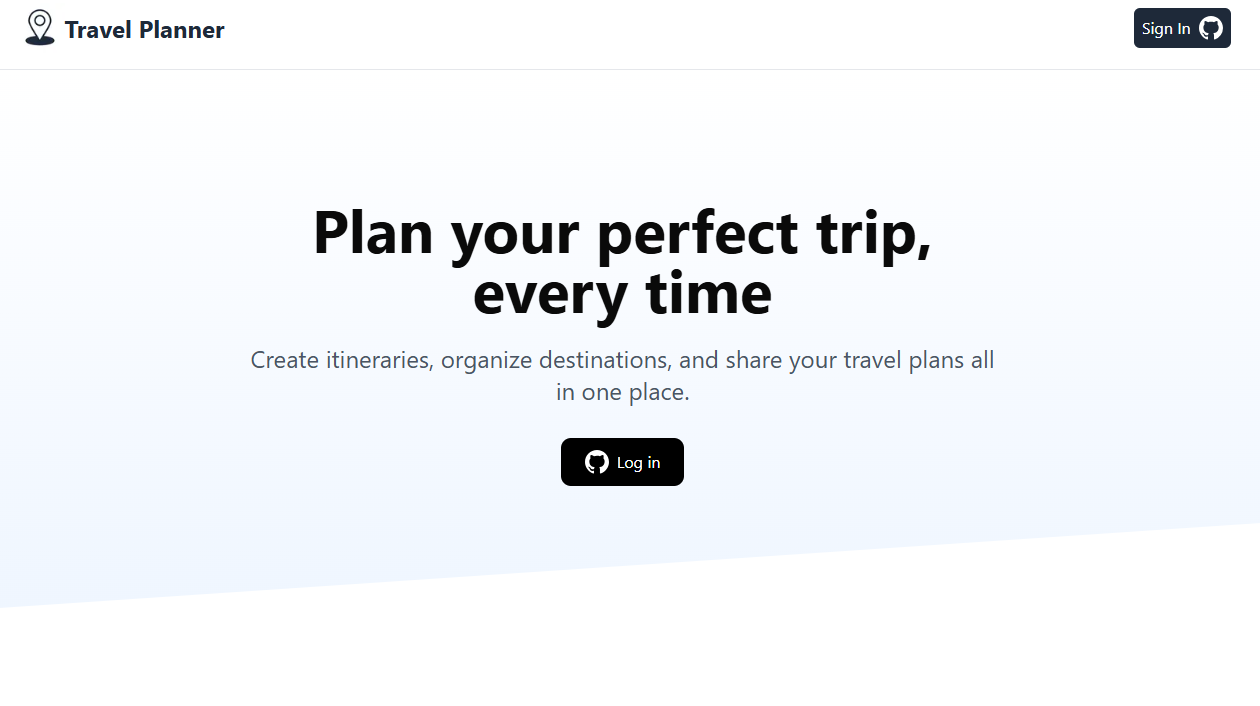 Travel Planner
Sign In
Plan your perfect trip,
every time
Create itineraries, organize destinations, and share your travel plans all
in one place.
Log in